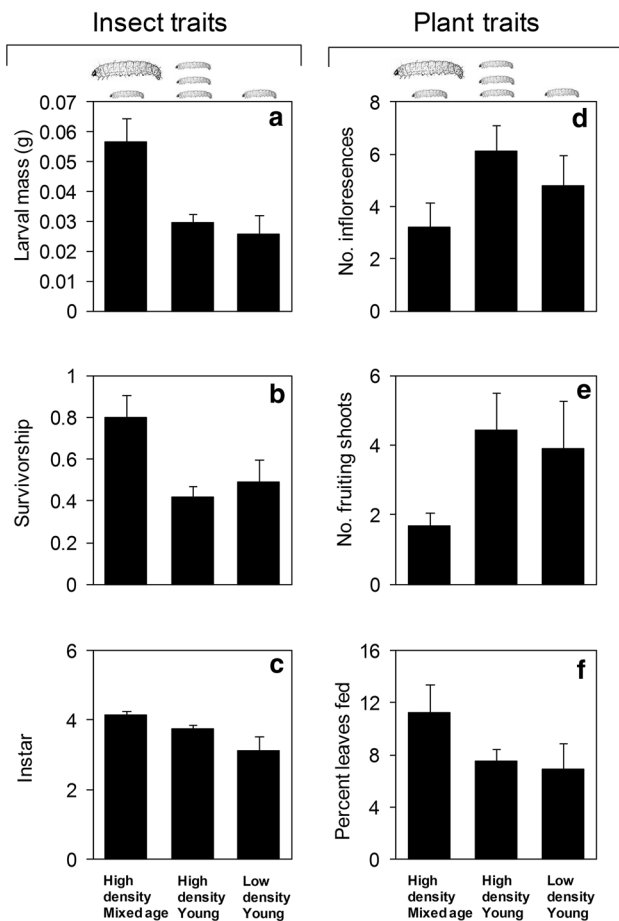 Insect traits
Plant traits
a
Larval mass (g)
0.07
0.06
0.05
0.04
0.03
0.02
0.01
0
d
No. infloresences
8
6
4
2
0
b
Survivorship
1
0.8
0.6
0.4
0.2
0
e
No. fruiting shoots
6
4
2
0
c
Instar
6
4
2
0
f
Percent leaves fed
16
12
8
4
0
High
density
Mixed age
High
density
Young
Low
density
Young
High
density
Mixed age
High
density
Young
Low
density
Young